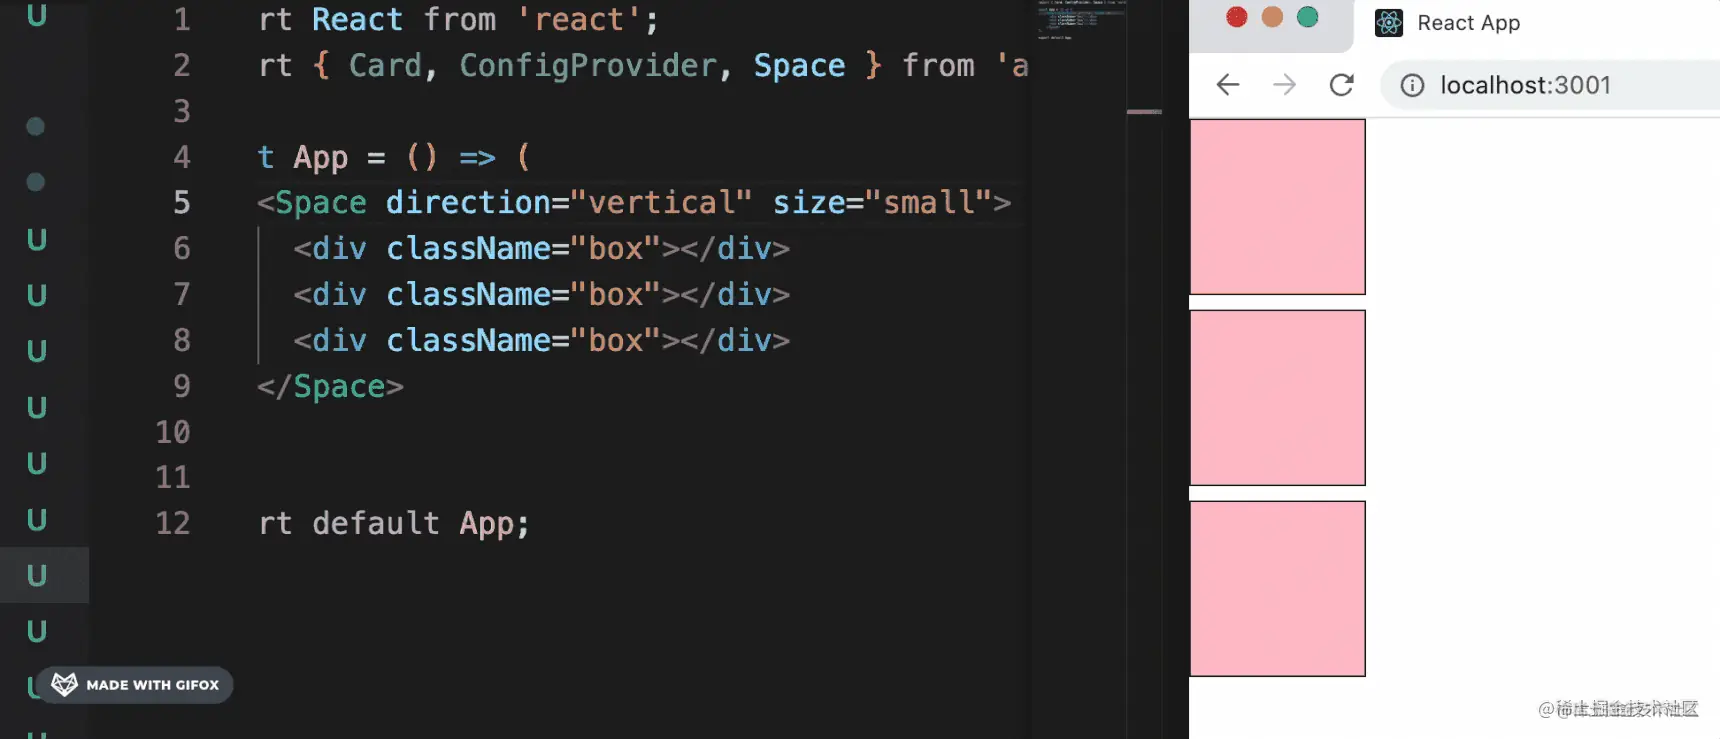 U
1 rt React from 'react';
2 rt { Card, ConfigProvider, Space } from 'a
3
4 t App = () => (
5 <Space direction="vertical" size="small">
U
6 <div className="box"></div>
U
7 <div className="box"></div>
U
8 <div className="box"></div>
9 </Space>
U
10
U
11
U
12 rt default App;
U
U
U
MADE WITH GIFOX
React App
localhost:3001
@稀土掘金技术社区